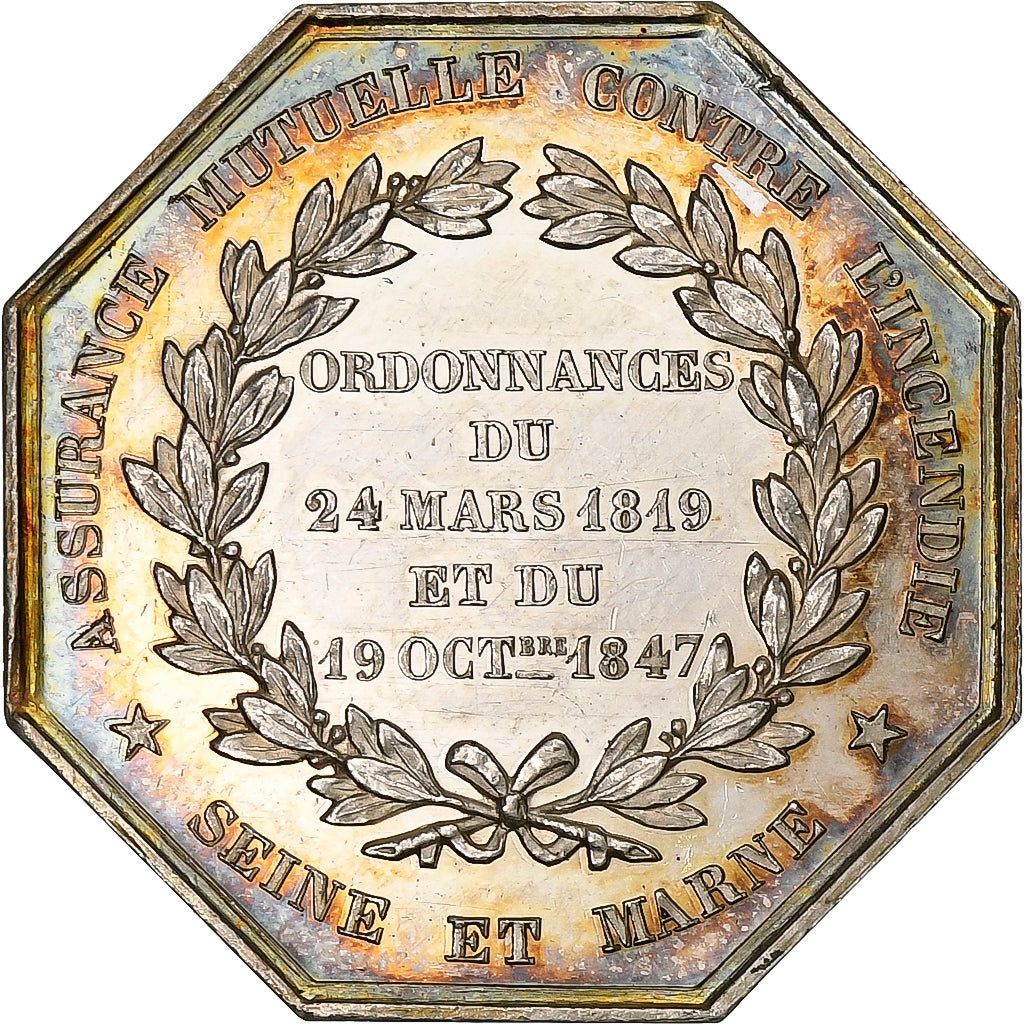 ASSURANCE MUTUELLE CONTRE L'INCENDIE
ORDONNANCES
DU
24 MARS 1819
ET DU
19 OCTBRE 1847
SEINE ET MARNE